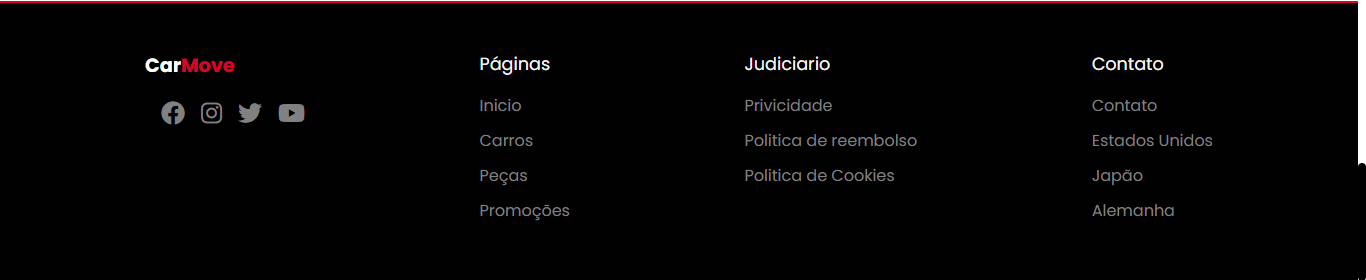 CarMove
Páginas
Inicio
Carros
Peças
Promoções
Judiciario
Privicidade
Politica de reembolso
Politica de Cookies
Contato
Contato
Estados Unidos
Japão
Alemanha